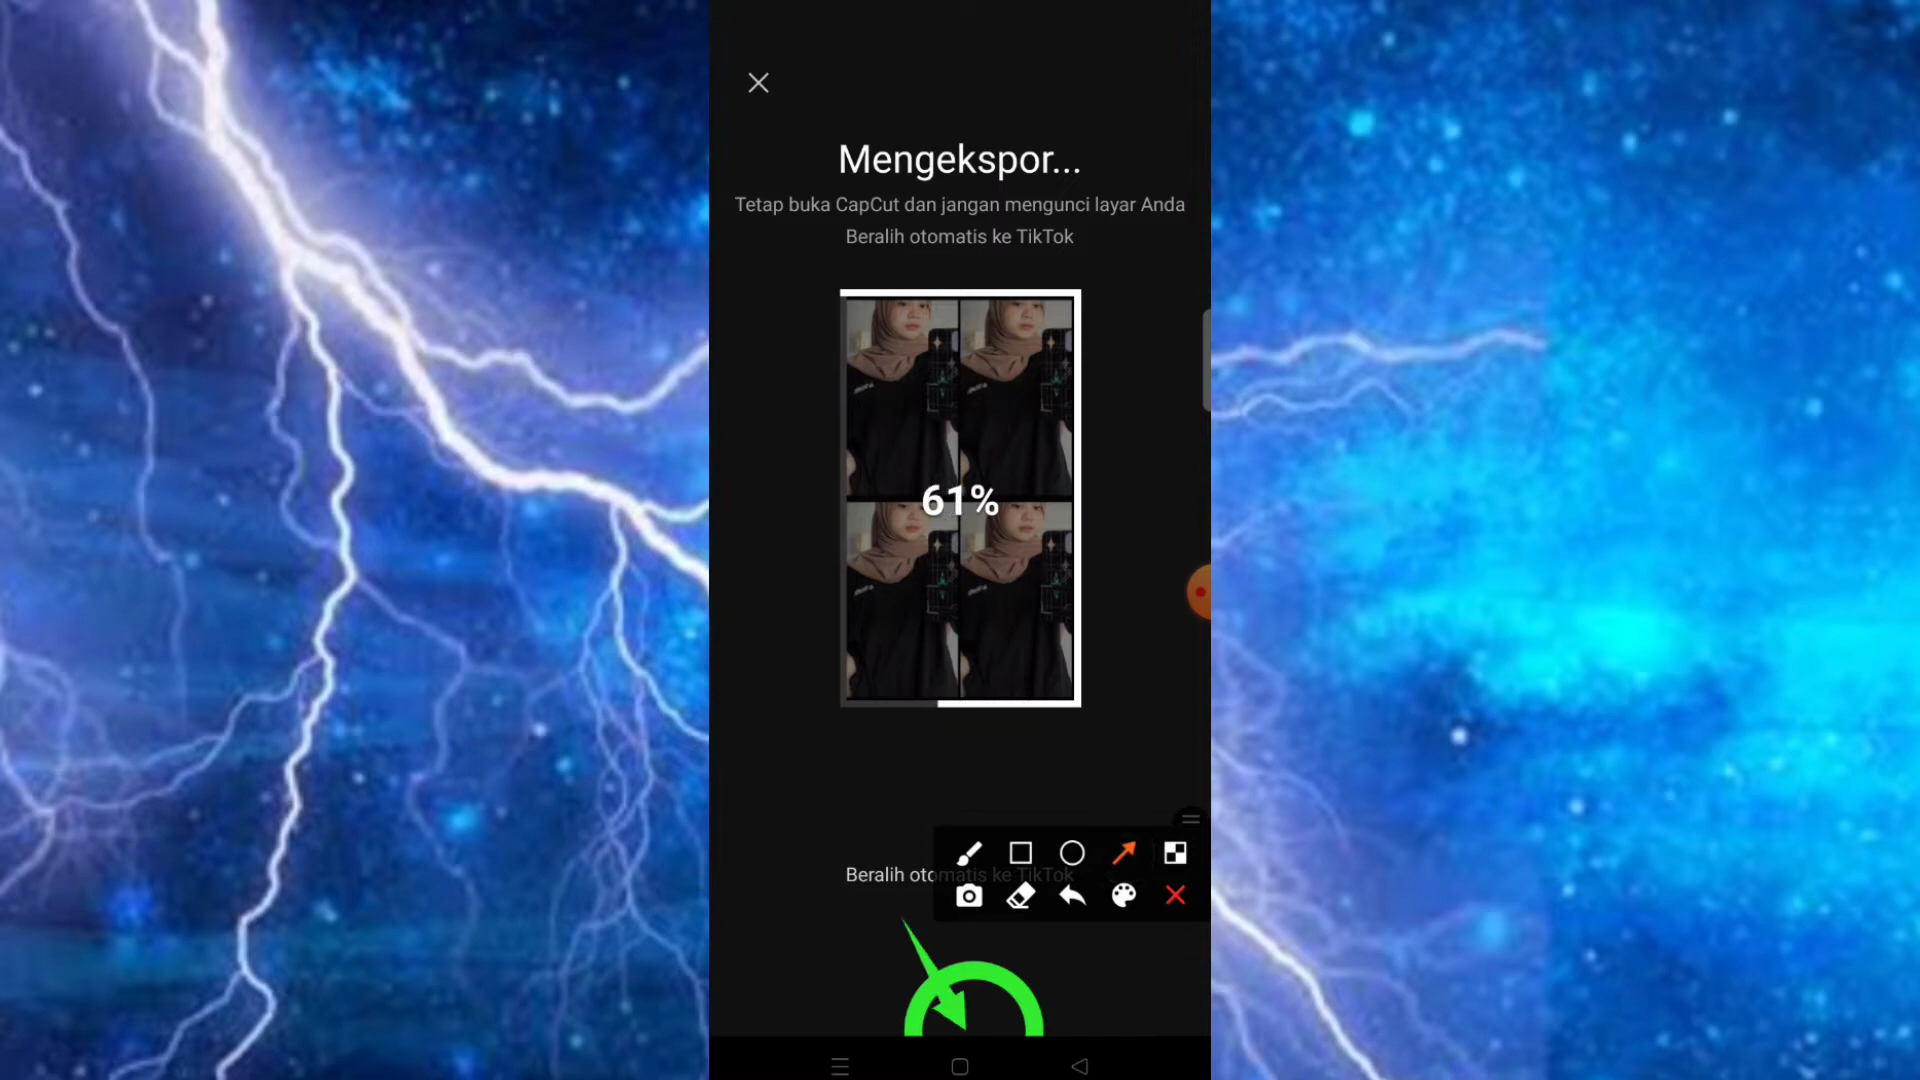 Mengekspor...
Tetap buka CapCut dan jangan mengunci layar Anda
Beralih otomatis ke TikTok
61%
Beralih otomatis ke TikTok